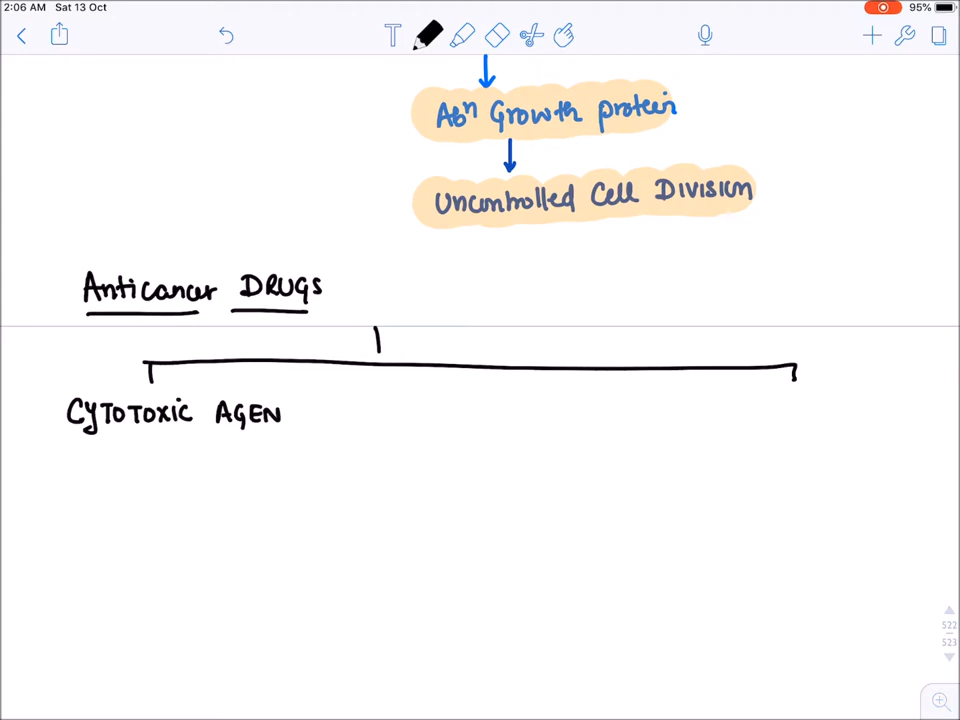 2:06 AM Sat 13 Oct 95%
T
Abⁿ Growth protein
Uncontrolled Cell Division
Anticancer DRUGS
CYTOTOXIC AGEN
522
523